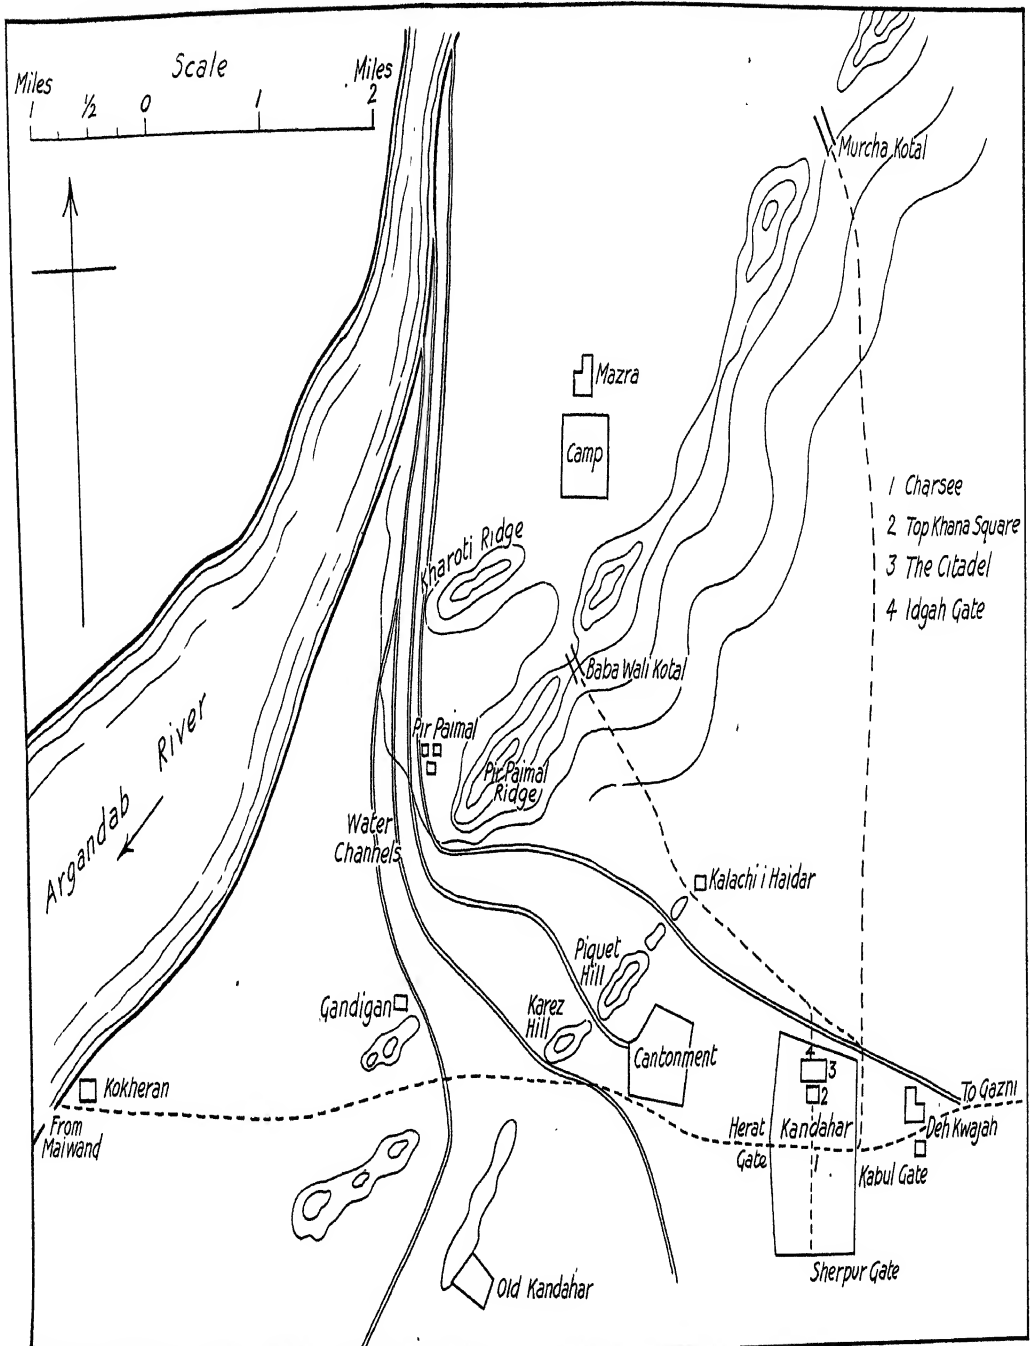 Scale
Miles
Miles
1 ½ 0 1 2
Murcha Kotal
Mazra
Camp
1 Charsee
2 Top Khana Square
3 The Citadel
4 Idgah Gate
Kharoti Ridge
Baba Wali Kotal
Pir Paimal
Pir Paimal
Ridge
Argandab River
Water
Channels
Kalachi i Haidar
Piquet
Hill
Gandigan
Karez
Hill
Cantonment
4
3
2
Kokheran
To Gazni
From
Maiwand
Herat
Gate
Kandahar
1
Deh Kwajah
Kabul Gate
Sherpur Gate
Old Kandahar